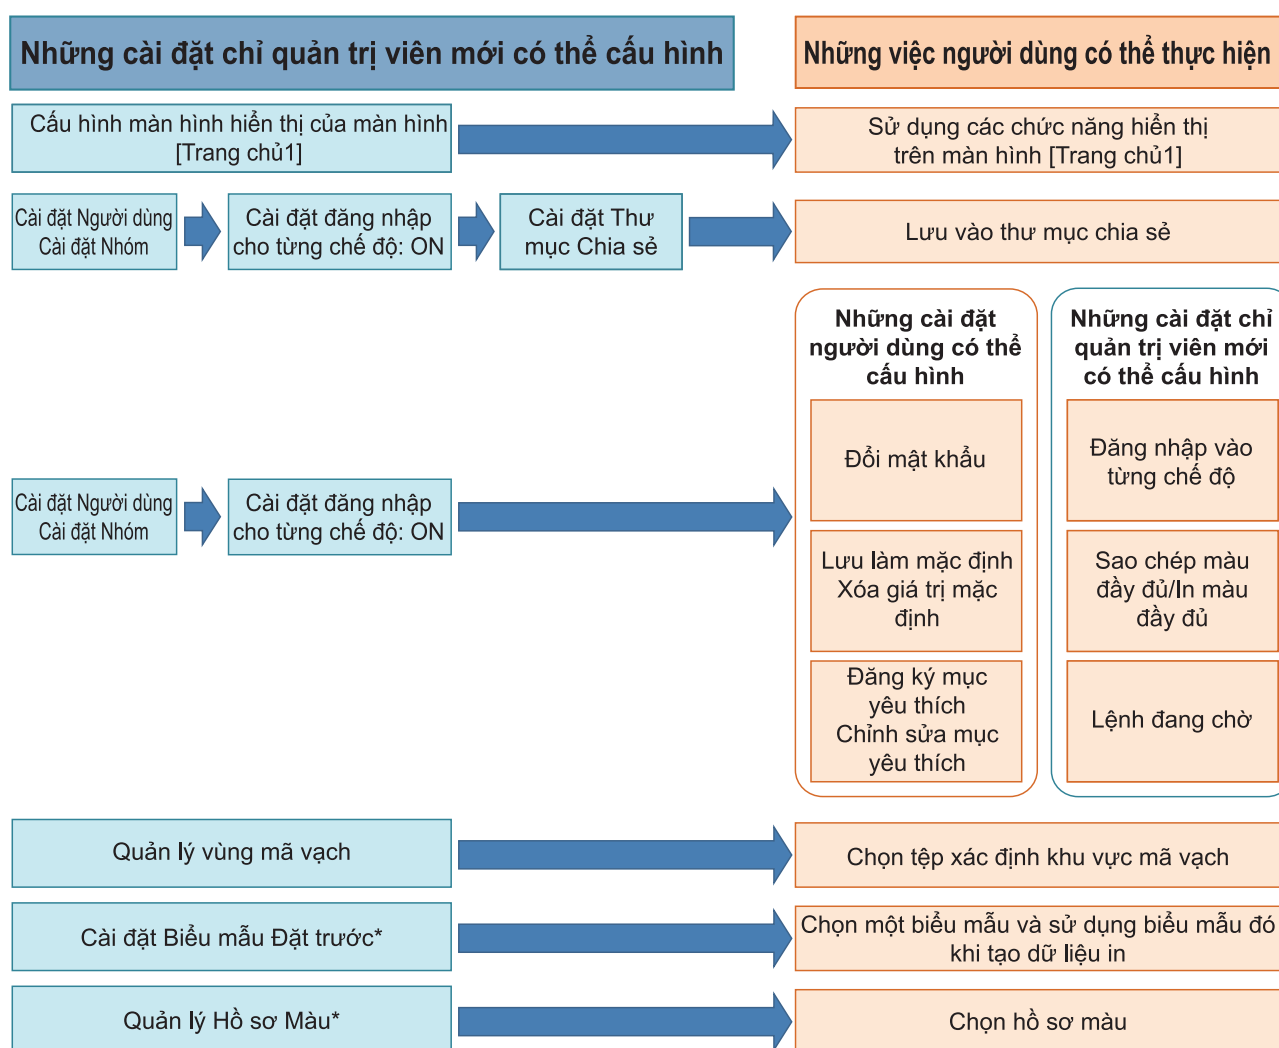 Những cài đặt chỉ quản trị viên mới có thể cấu hình
Những việc người dùng có thể thực hiện
Cấu hình màn hình hiển thị của màn hình
[Trang chủ1]
Sử dụng các chức năng hiển thị
trên màn hình [Trang chủ1]
Cài đặt Người dùng
Cài đặt Nhóm
Cài đặt đăng nhập
cho từng chế độ: ON
Cài đặt Thư
mục Chia sẻ
Lưu vào thư mục chia sẻ
Cài đặt Người dùng
Cài đặt Nhóm
Cài đặt đăng nhập
cho từng chế độ: ON
Những cài đặt
người dùng có thể
cấu hình
Đổi mật khẩu
Lưu làm mặc định
Xóa giá trị mặc
định
Đăng ký mục
yêu thích
Chỉnh sửa mục
yêu thích
Những cài đặt chỉ
quản trị viên mới
có thể cấu hình
Đăng nhập vào
từng chế độ
Sao chép màu
đầy đủ/In màu
đầy đủ
Lệnh đang chờ
Quản lý vùng mã vạch
Chọn tệp xác định khu vực mã vạch
Cài đặt Biểu mẫu Đặt trước*
Chọn một biểu mẫu và sử dụng biểu mẫu đó
khi tạo dữ liệu in
Quản lý Hồ sơ Màu*
Chọn hồ sơ màu